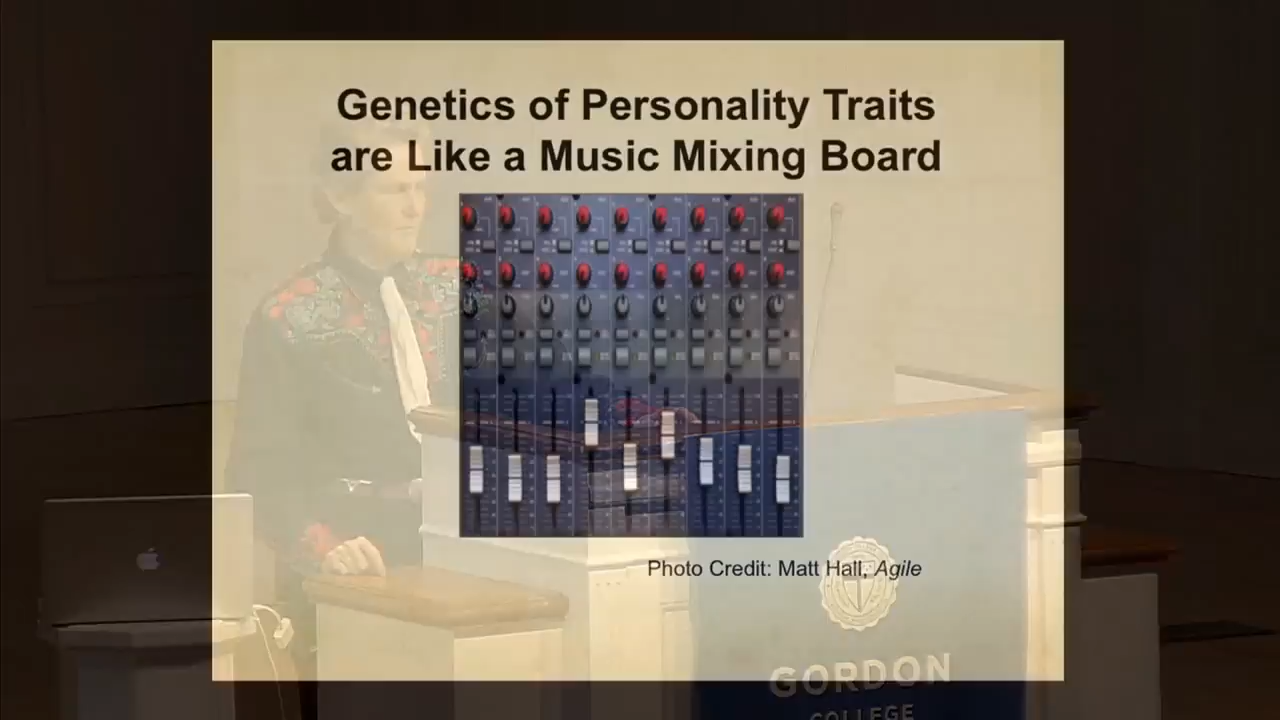 Genetics of Personality Traits
are Like a Music Mixing Board
Photo Credit: Matt Hall, Agile
GORDON
COLLEGE